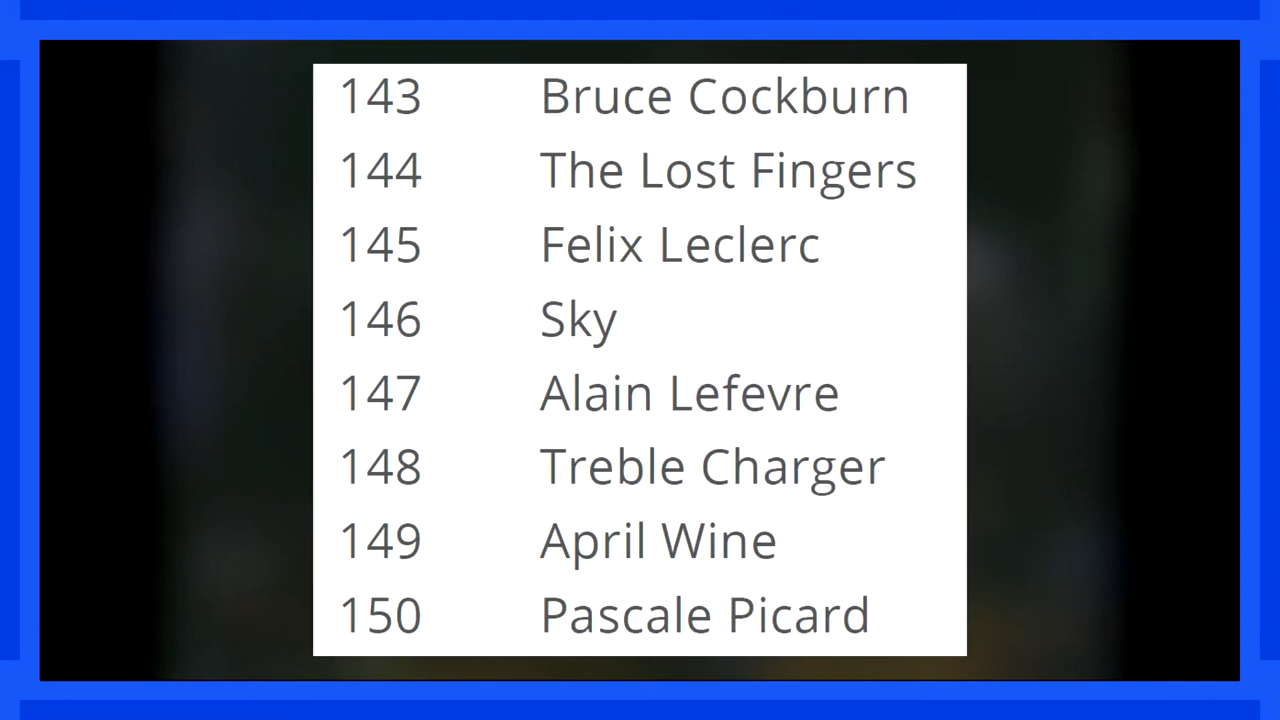 143 Bruce Cockburn
144 The Lost Fingers
145 Felix Leclerc
146 Sky
147 Alain Lefevre
148 Treble Charger
149 April Wine
150 Pascale Picard